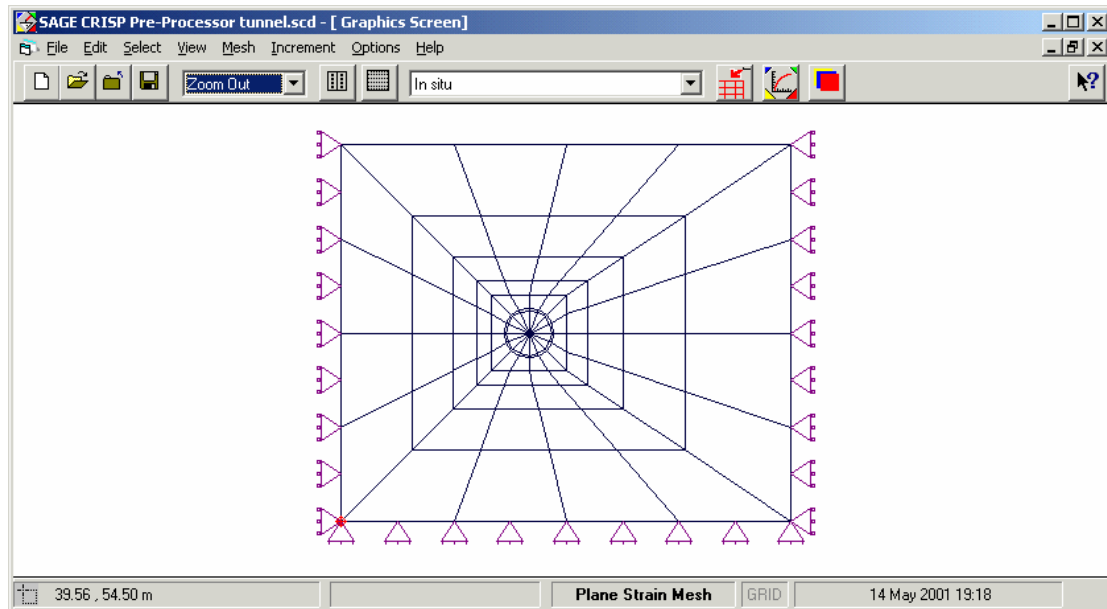 SAGE CRISP Pre-Processor tunnel.scd - [ Graphics Screen]
File Edit Select View Mesh Increment Options Help
Zoom Out In situ
39.56 , 54.50 m Plane Strain Mesh GRID 14 May 2001 19:18